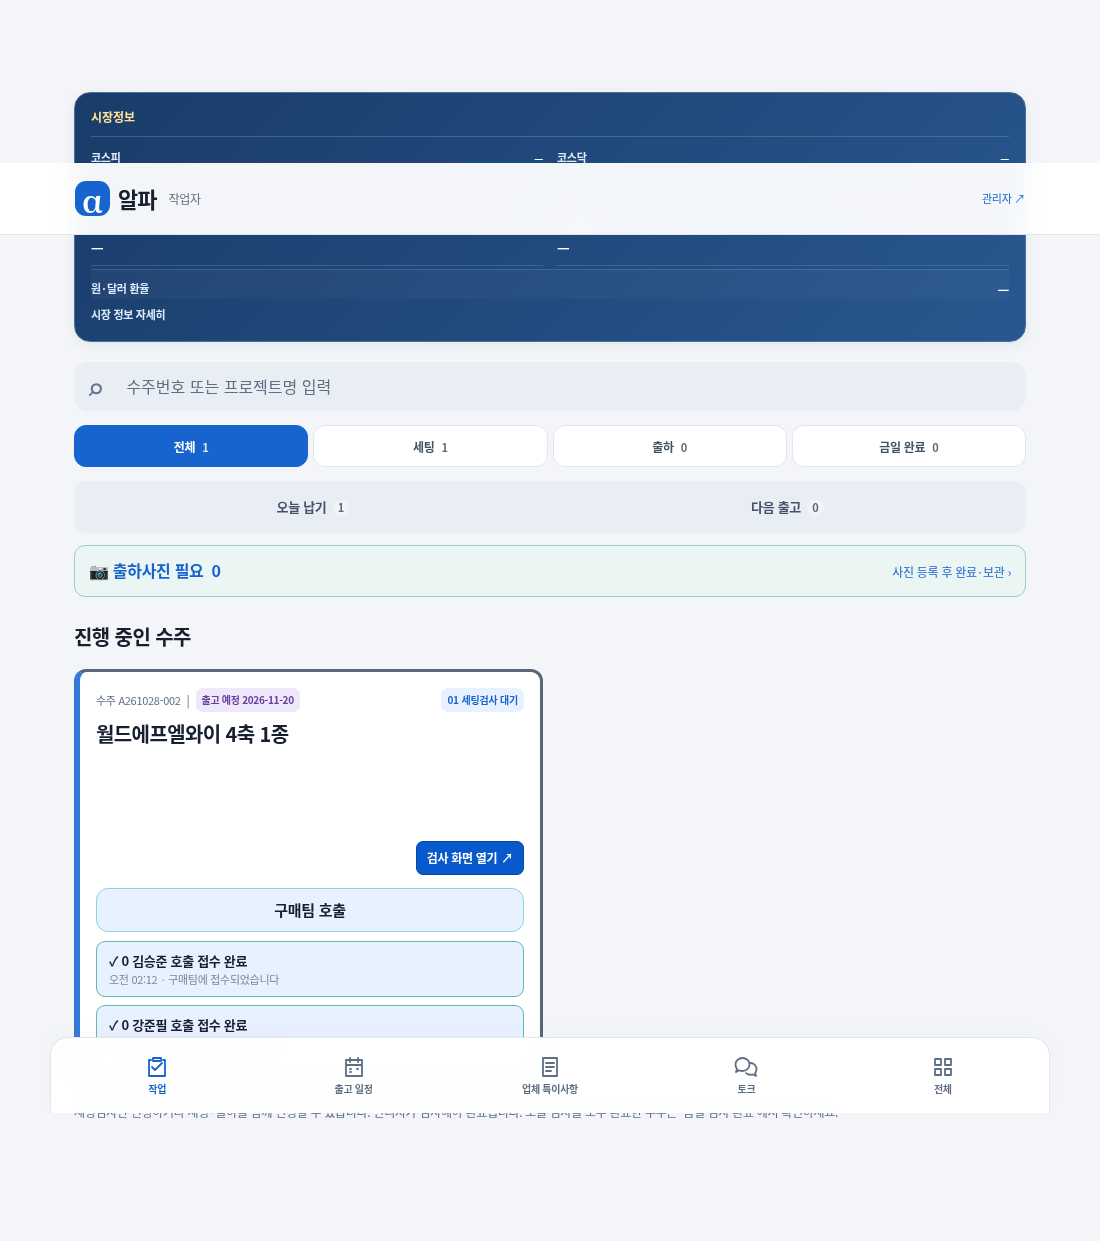 시장정보
코스피 — 코스닥 —
α 알파 작업자 관리자 ↗
— —
원·달러 환율 —
시장 정보 자세히
수주번호 또는 프로젝트명 입력
전체 1 세팅 1 출하 0 금일 완료 0
오늘 납기 1 다음 출고 0
📷 출하사진 필요 0 사진 등록 후 완료·보관 ›
진행 중인 수주
수주 A261028-002 | 출고 예정 2026-11-20 01 세팅검사 대기
월드에프엘와이 4축 1종
검사 화면 열기 ↗
구매팀 호출
✓ 0 김승준 호출 접수 완료
오전 02:12 · 구매팀에 접수되었습니다
✓ 0 강준필 호출 접수 완료
작업 출고 일정 업체 특이사항 토크 전체